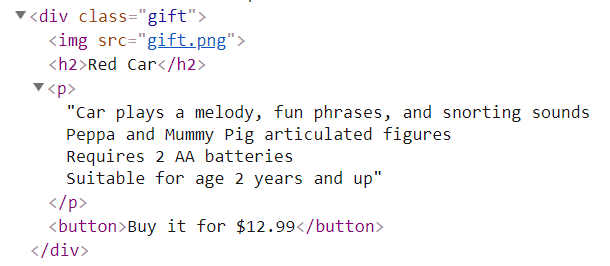 ▼<div class="gift">
<img src="gift.png">
<h2>Red Car</h2>
▼<p>
"Car plays a melody, fun phrases, and snorting sounds
Peppa and Mummy Pig articulated figures
Requires 2 AA batteries
Suitable for age 2 years and up"
</p>
<button>Buy it for $12.99</button>
</div>